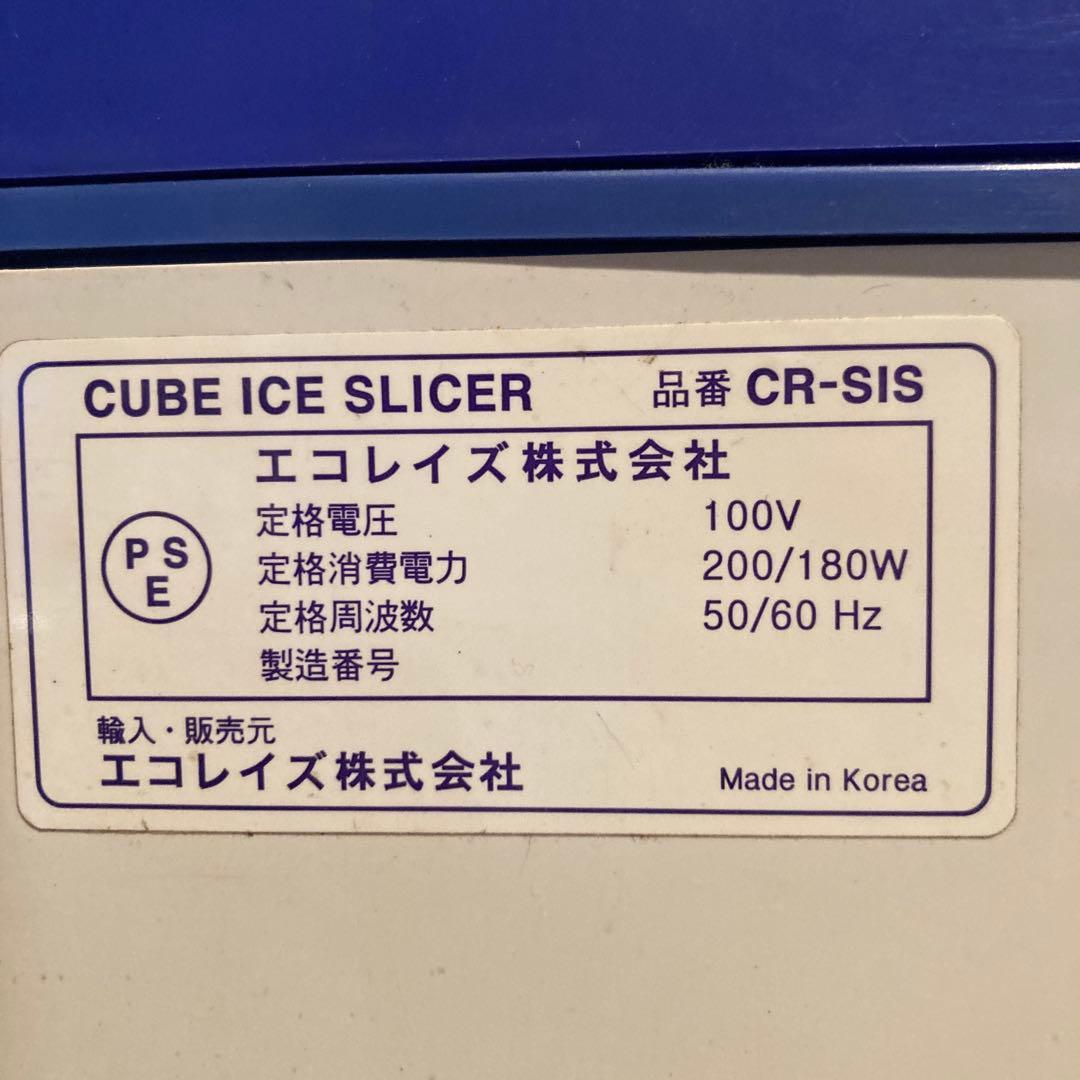 CUBE ICE SLICER 品番 CR-SIS
エコレイズ株式会社
定格電圧 100V
定格消費電力 200/180W
定格周波数 50/60 Hz
製造番号
PS
E
輸入・販売元
エコレイズ株式会社
Made in Korea